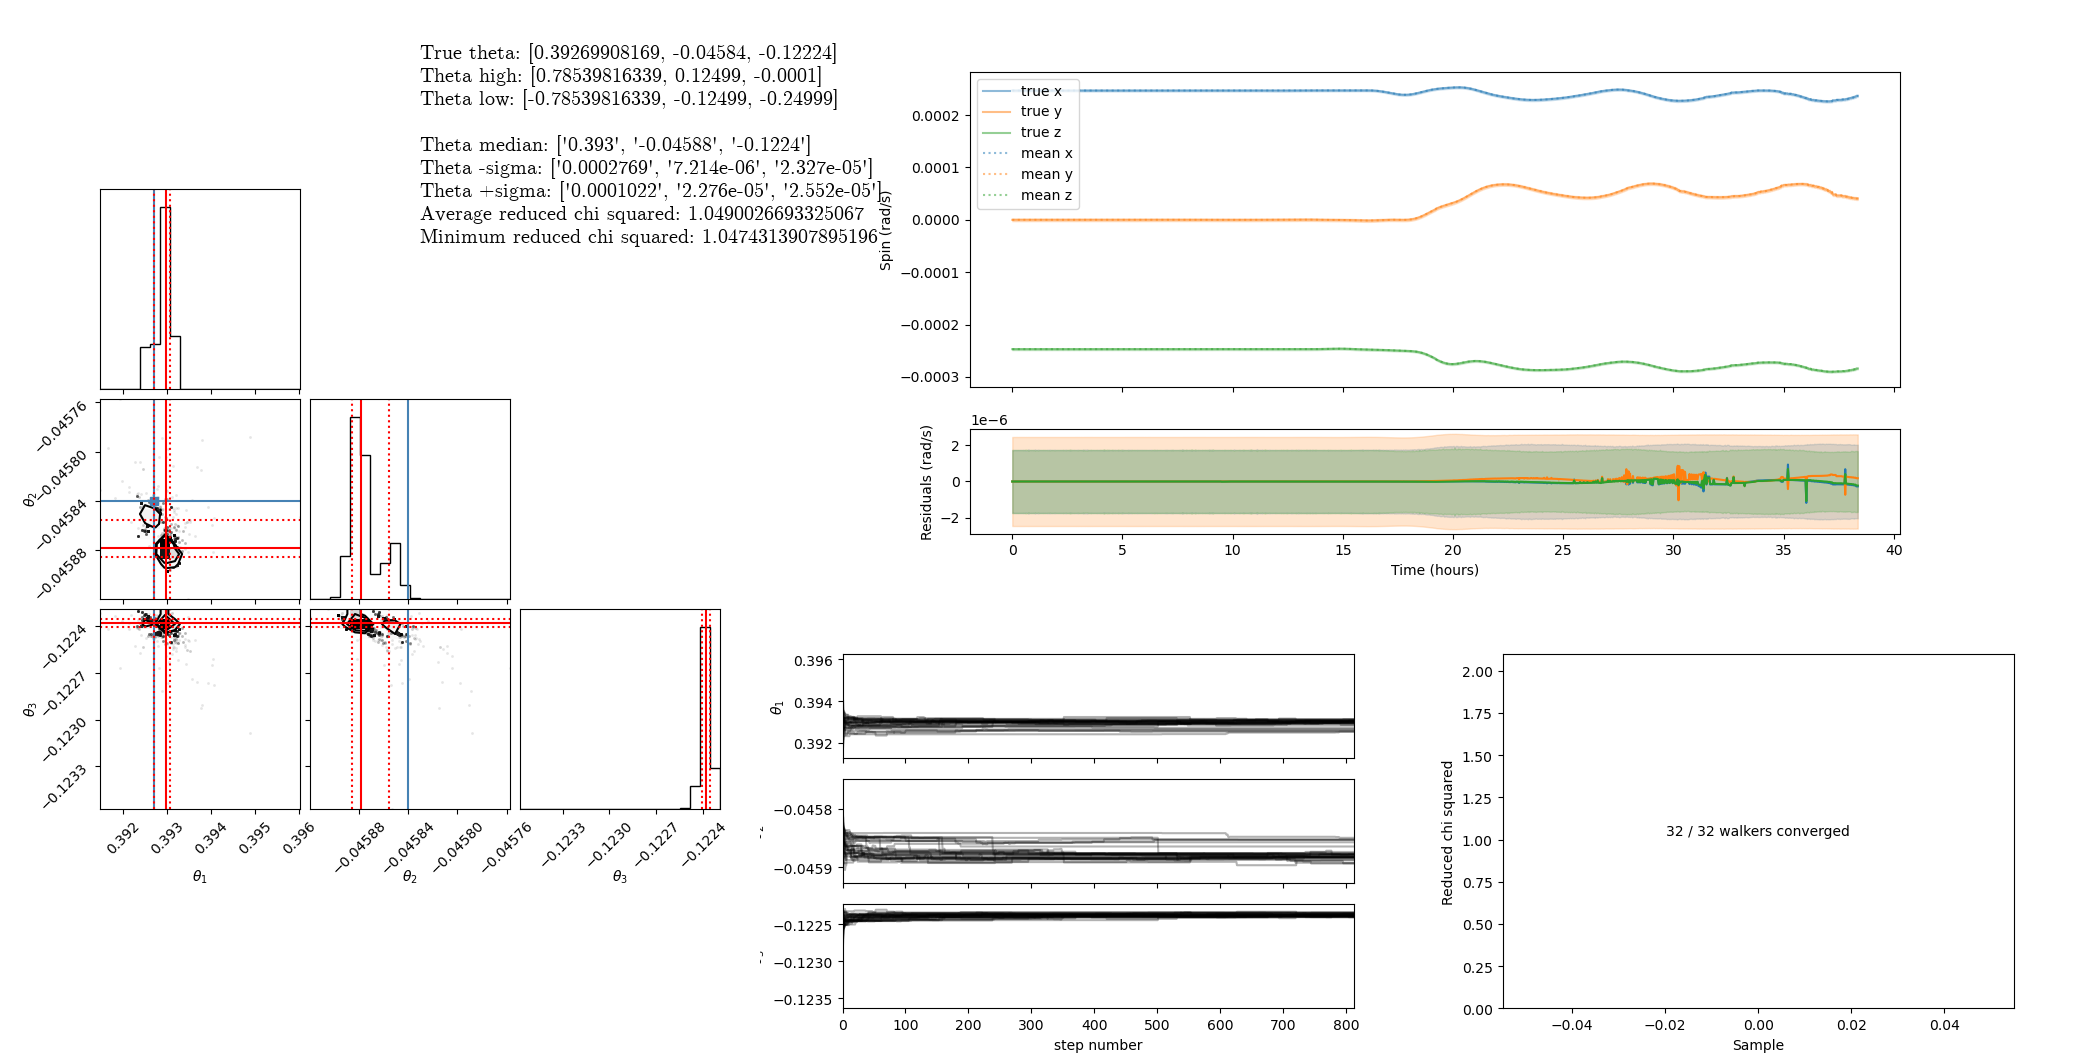 True theta: [0.39269908169, -0.04584, -0.12224]
Theta high: [0.78539816339, 0.12499, -0.0001]
Theta low: [-0.78539816339, -0.12499, -0.24999]
Theta median: ['0.393', '-0.04588', '-0.1224']
Theta -sigma: ['0.0002769', '7.214e-06', '2.327e-05']
Theta +sigma: ['0.0001022', '2.276e-05', '2.552e-05']
Average reduced chi squared: 1.0490026693325067
Minimum reduced chi squared: 1.0474313907895196
θ2
−0.04576
−0.04580
−0.04584
−0.04588
θ3
−0.1224
−0.1227
−0.1230
−0.1233
0.392
0.393
0.394
0.395
0.396
θ1
−0.04588
−0.04584
−0.04580
−0.04576
θ2
−0.1233
−0.1230
−0.1227
−0.1224
θ3
Spin (rad/s)
0.0002
0.0001
0.0000
−0.0001
−0.0002
−0.0003
true x
true y
true z
mean x
mean y
mean z
1e−6
Residuals (rad/s)
2
0
−2
0 5 10 15 20 25 30 35 40
Time (hours)
θ1
0.396
0.394
0.392
−0.0458
−0.0459
−0.1225
−0.1230
−0.1235
0 100 200 300 400 500 600 700 800
step number
Reduced chi squared
2.00
1.75
1.50
1.25
1.00
0.75
0.50
0.25
0.00
32 / 32 walkers converged
−0.04 −0.02 0.00 0.02 0.04
Sample